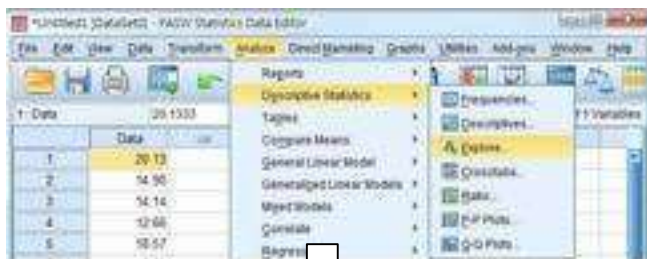 *Untitled1 [DataSet0] - PASW Statistics Data Editor
File Edit View Data Transform Analyze Direct Marketing Graphs Utilities Add-ons Window Help
Reports
Descriptive Statistics
Tables
Compare Means
General Linear Model
Generalized Linear Models
Mixed Models
Correlate
Frequencies...
Descriptives...
Explore...
Crosstabs...
Ratio...
P-P Plots...
Q-Q Plots...
1 : Data 20.1333
Variables
Data
1 20.13
2 14.90
3 14.14
4 12.66
5 18.57